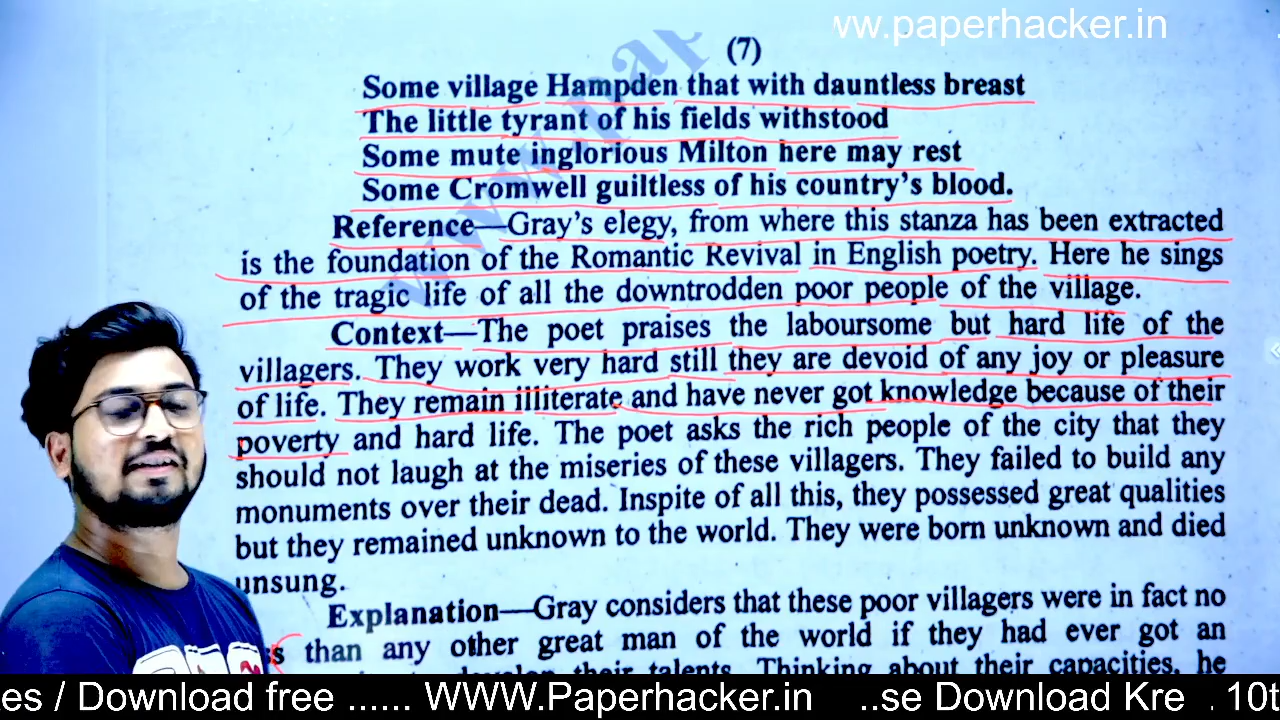 ww.paperhacker.in
(7)
Some village Hampden that with dauntless breast
The little tyrant of his fields withstood
Some mute inglorious Milton here may rest
Some Cromwell guiltless of his country's blood.
Reference—Gray's elegy, from where this stanza has been extracted
is the foundation of the Romantic Revival in English poetry. Here he sings
of the tragic life of all the downtrodden poor people of the village.
Context—The poet praises the laboursome but hard life of the
villagers. They work very hard still they are devoid of any joy or pleasure
of life. They remain illiterate and have never got knowledge because of their
poverty and hard life. The poet asks the rich people of the city that they
should not laugh at the miseries of these villagers. They failed to build any
monuments over their dead. Inspite of all this, they possessed great qualities
but they remained unknown to the world. They were born unknown and died
unsung.
Explanation—Gray considers that these poor villagers were in fact no
than any other great man of the world if they had ever got an
develop their talents. Thinking about their capacities, he
www.pap
es / Download free ...... WWW.Paperhacker.in ..se Download Kre . 10t